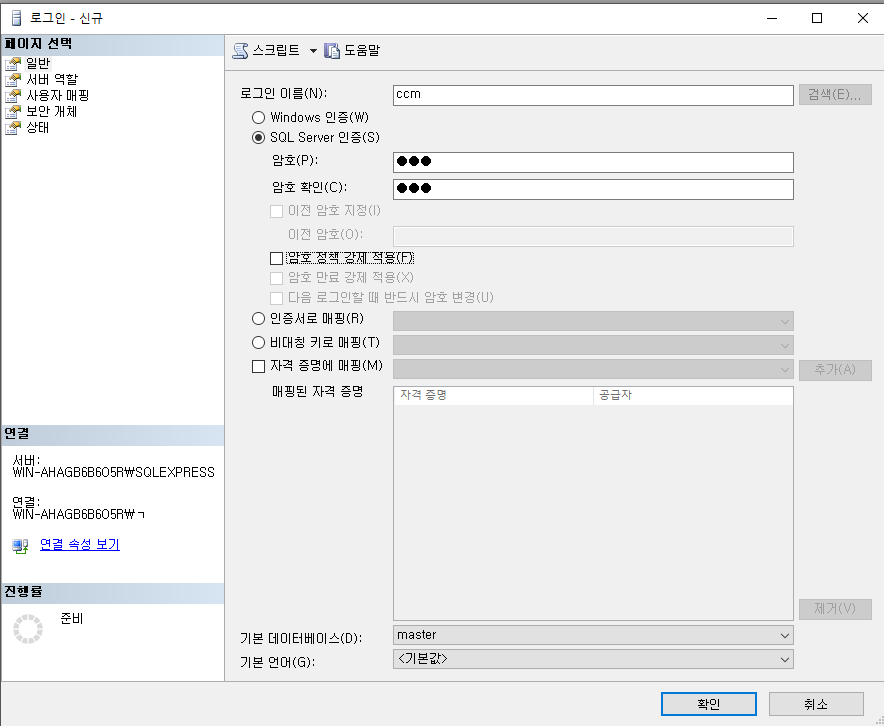 로그인 - 신규
페이지 선택
일반
서버 역할
사용자 매핑
보안 개체
상태
스크립트 도움말
로그인 이름(N): ccm 검색(E)...
Windows 인증(W)
SQL Server 인증(S)
암호(P): ●●●
암호 확인(C): ●●●
이전 암호 지정(I)
이전 암호(O):
암호 정책 강제 적용(F)
암호 만료 강제 적용(X)
다음 로그인할 때 반드시 암호 변경(U)
인증서로 매핑(R)
비대칭 키로 매핑(T)
자격 증명에 매핑(M) 추가(A)
매핑된 자격 증명 자격 증명 공급자
제거(V)
기본 데이터베이스(D): master
기본 언어(G): <기본값>
연결
서버:
WIN-AHAGB6B6O5R₩SQLEXPRESS
연결:
WIN-AHAGB6B6O5R₩ㄱ
연결 속성 보기
진행률
준비
확인 취소